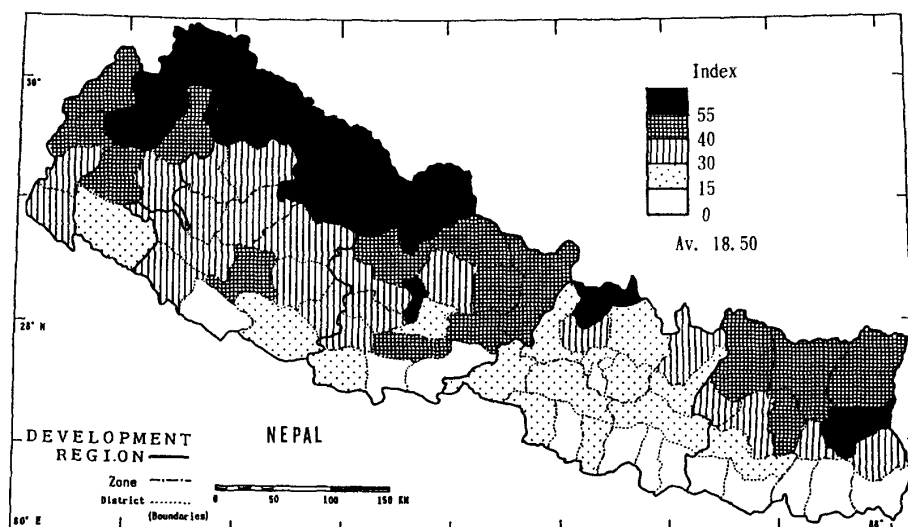 30°
28° N
80° E
88°
Index
55
40
30
15
0
Av. 18.50
NEPAL
DEVELOPMENT
REGION
Zone
District
(Boundaries)
0 50 100 150 KM